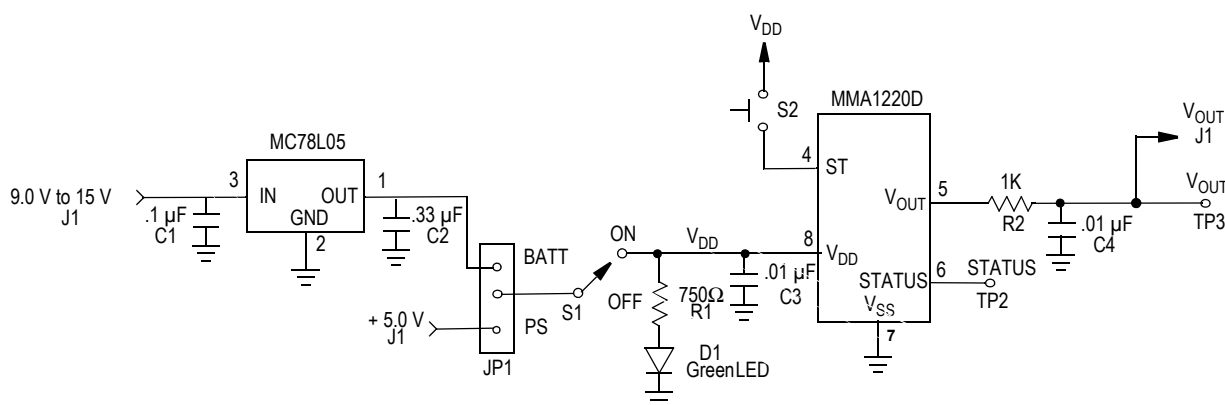 V_DD
S2
MMA1220D
4
ST
V_OUT
J1
MC78L05
9.0 V to 15 V
J1
3
IN
OUT
1
GND
2
.1 µF
C1
.33 µF
C2
5
V_OUT
1K
R2
V_OUT
TP3
.01 µF
C4
BATT
ON
V_DD
8
V_DD
S1
OFF
750Ω
R1
.01 µF
C3
STATUS
6
STATUS
TP2
V_SS
7
+ 5.0 V
J1
PS
JP1
D1
Green LED